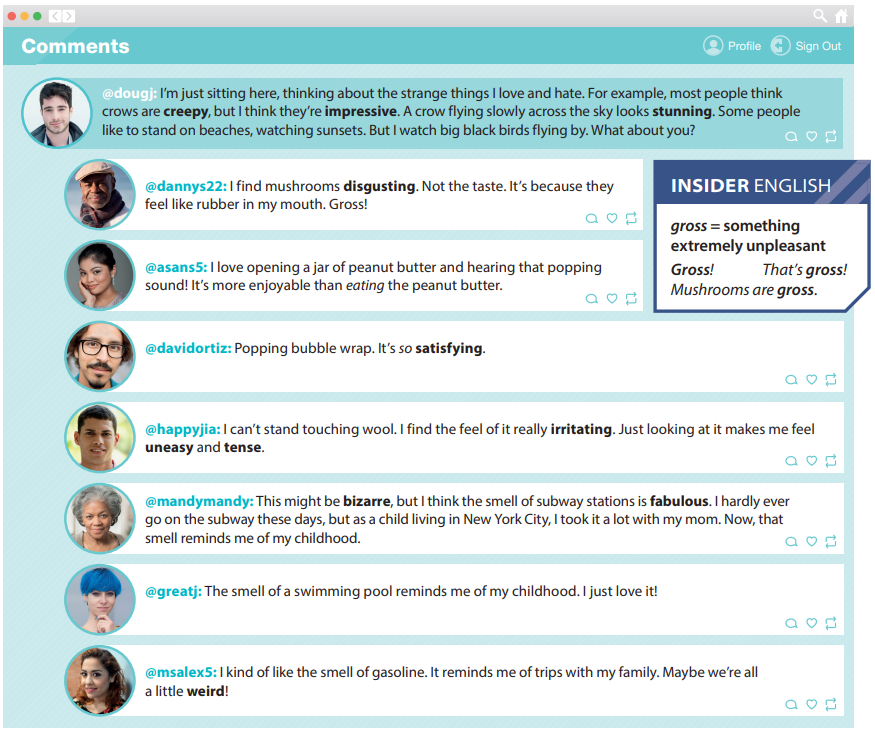 Comments
Profile
Sign Out
@dougj: I’m just sitting here, thinking about the strange things I love and hate. For example, most people think
crows are creepy, but I think they’re impressive. A crow flying slowly across the sky looks stunning. Some people
like to stand on beaches, watching sunsets. But I watch big black birds flying by. What about you?
@dannys22: I find mushrooms disgusting. Not the taste. It’s because they
feel like rubber in my mouth. Gross!
INSIDER ENGLISH
gross = something
extremely unpleasant
Gross! That’s gross!
Mushrooms are gross.
@asans5: I love opening a jar of peanut butter and hearing that popping
sound! It’s more enjoyable than eating the peanut butter.
@davidortiz: Popping bubble wrap. It’s so satisfying.
@happyjia: I can’t stand touching wool. I find the feel of it really irritating. Just looking at it makes me feel
uneasy and tense.
@mandymandy: This might be bizarre, but I think the smell of subway stations is fabulous. I hardly ever
go on the subway these days, but as a child living in New York City, I took it a lot with my mom. Now, that
smell reminds me of my childhood.
@greatj: The smell of a swimming pool reminds me of my childhood. I just love it!
@msalex5: I kind of like the smell of gasoline. It reminds me of trips with my family. Maybe we’re all
a little weird!